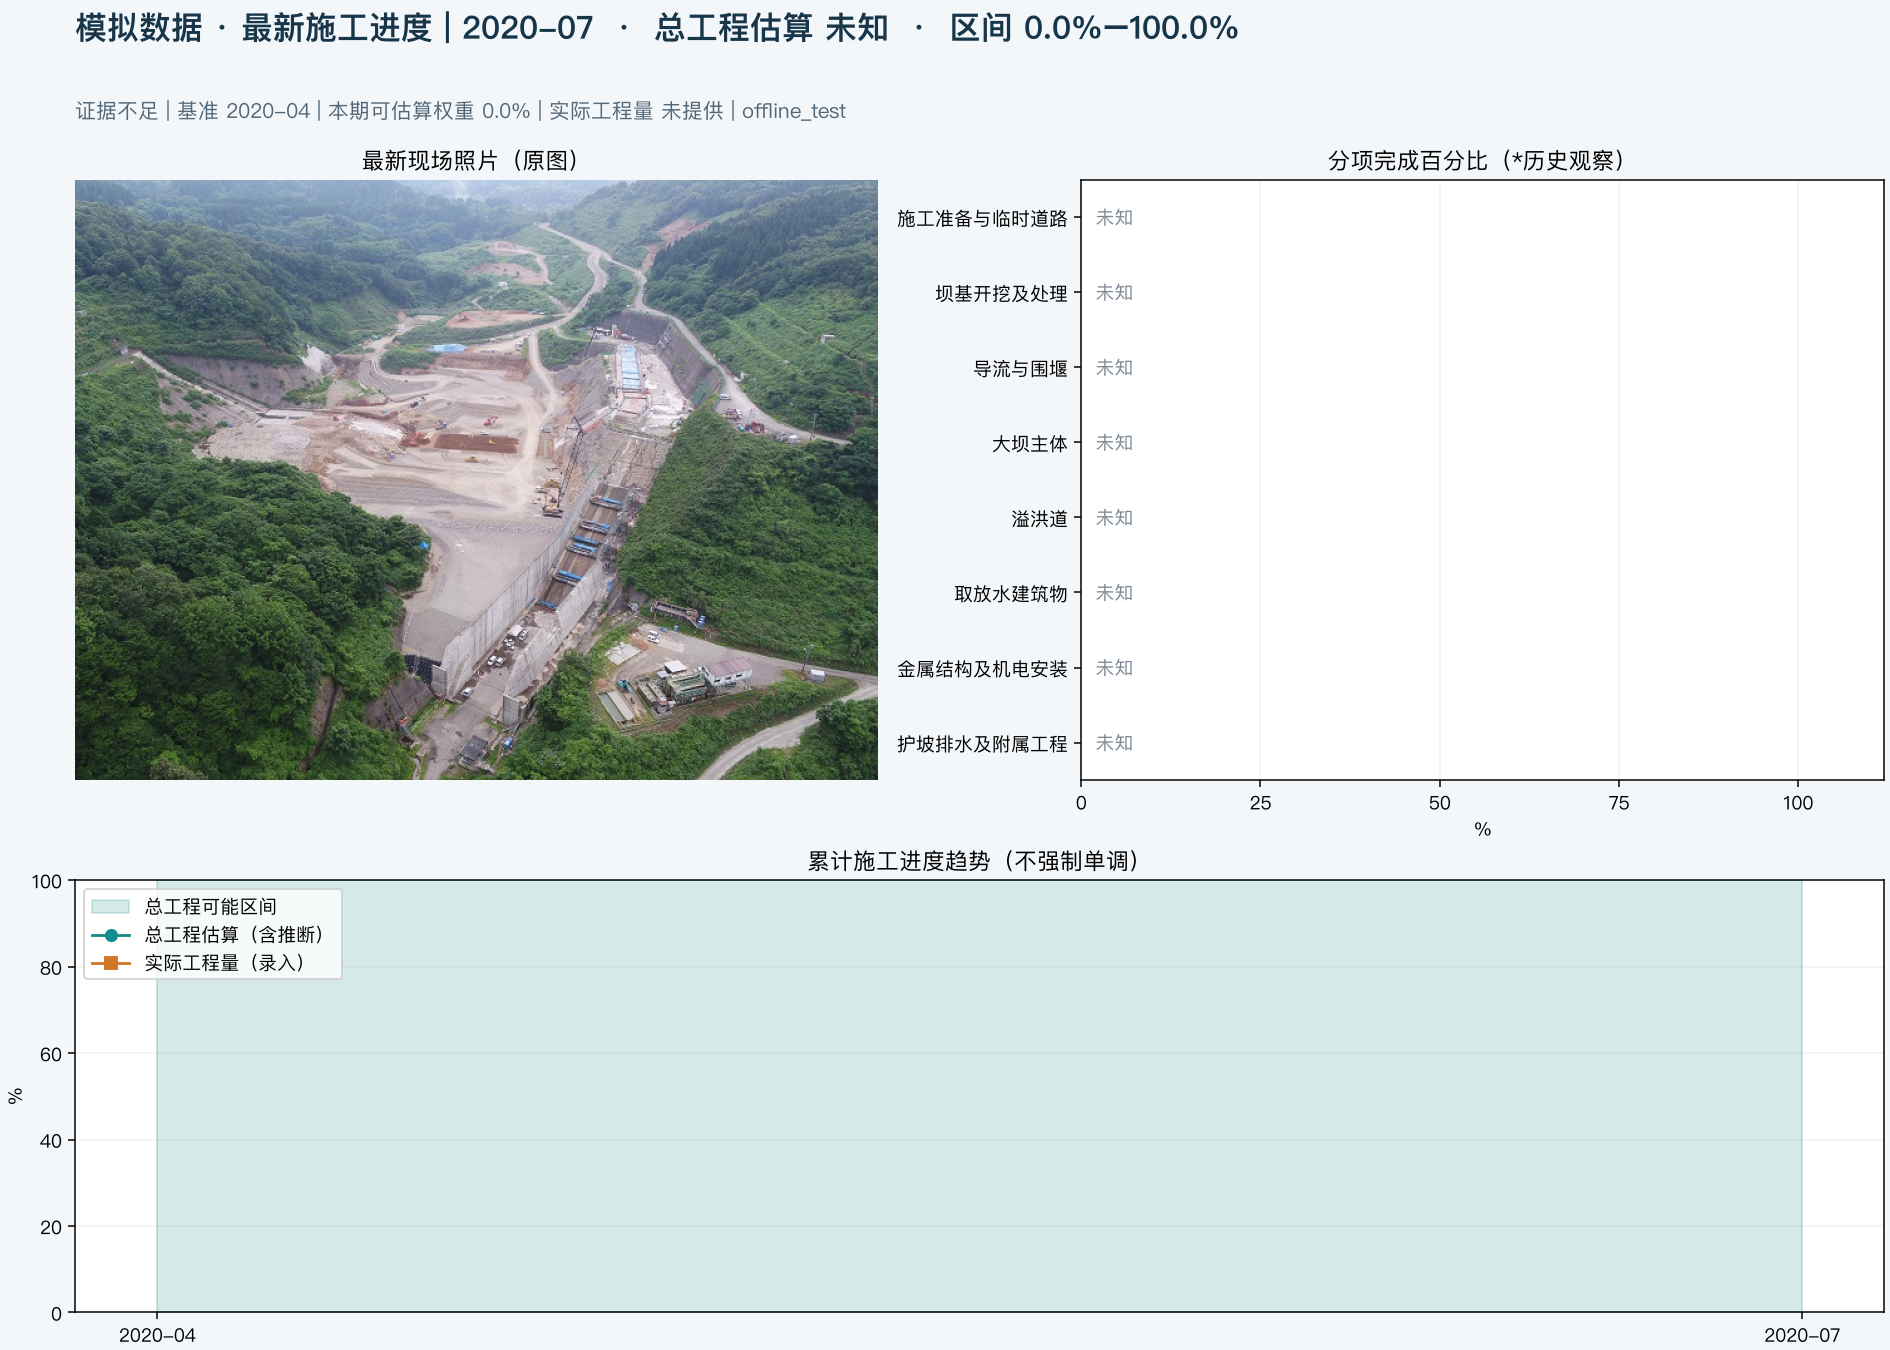 模拟数据 · 最新施工进度 | 2020-07 · 总工程估算 未知 · 区间 0.0%—100.0%
证据不足 | 基准 2020-04 | 本期可估算权重 0.0% | 实际工程量 未提供 | offline_test
最新现场照片（原图）
分项完成百分比（*历史观察）
施工准备与临时道路 未知
坝基开挖及处理 未知
导流与围堰 未知
大坝主体 未知
溢洪道 未知
取放水建筑物 未知
金属结构及机电安装 未知
护坡排水及附属工程 未知
0 25 50 75 100
%
累计施工进度趋势（不强制单调）
总工程可能区间
总工程估算（含推断）
实际工程量（录入）
100
80
60
40
20
0
%
2020-04 2020-07